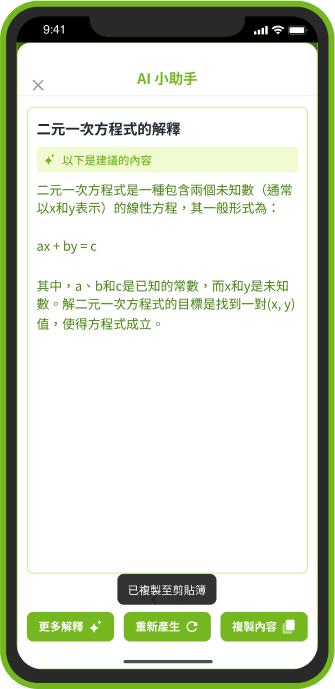 9:41
AI 小助手
二元一次方程式的解釋
以下是建議的內容
二元一次方程式是一種包含兩個未知數（通常
以x和y表示）的線性方程，其一般形式為：
ax + by = c
其中，a、b和c是已知的常數，而x和y是未知
數。解二元一次方程式的目標是找到一對(x, y)
值，使得方程式成立。
已複製至剪貼簿
更多解釋
重新產生
複製內容